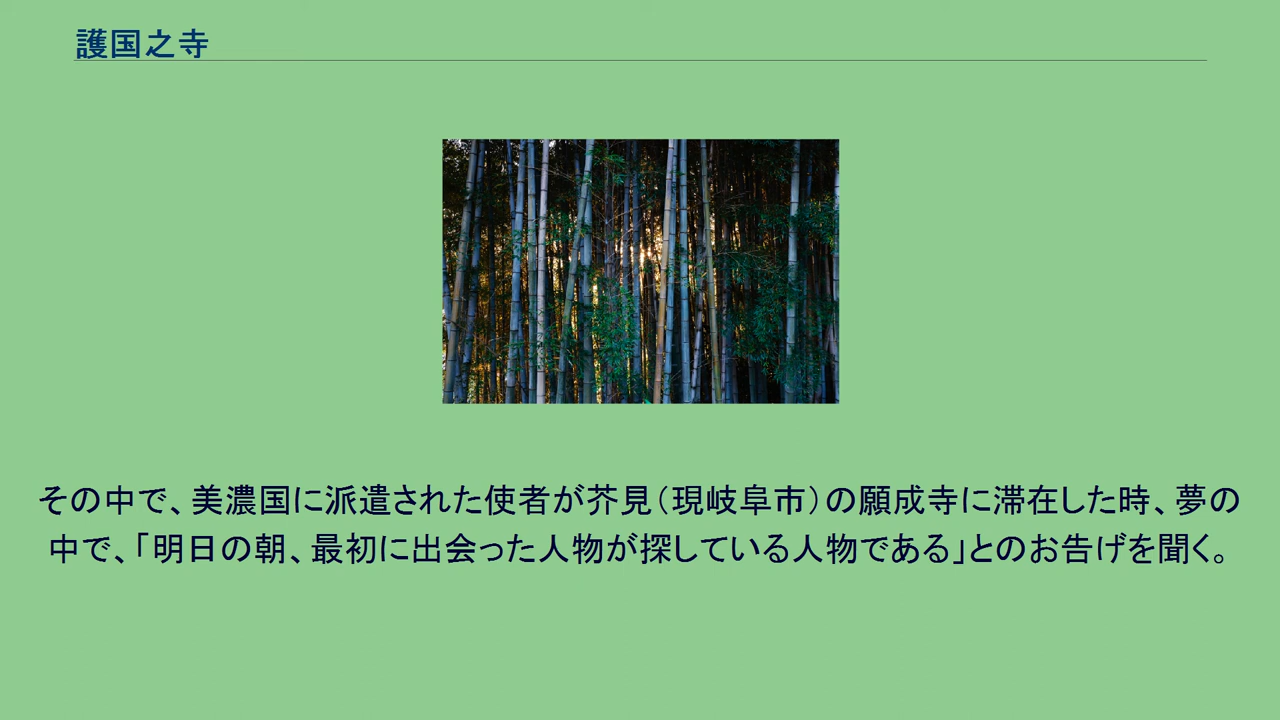 護国之寺
その中で、美濃国に派遣された使者が芥見（現岐阜市）の願成寺に滞在した時、夢の
中で、「明日の朝、最初に出会った人物が探している人物である」とのお告げを聞く。